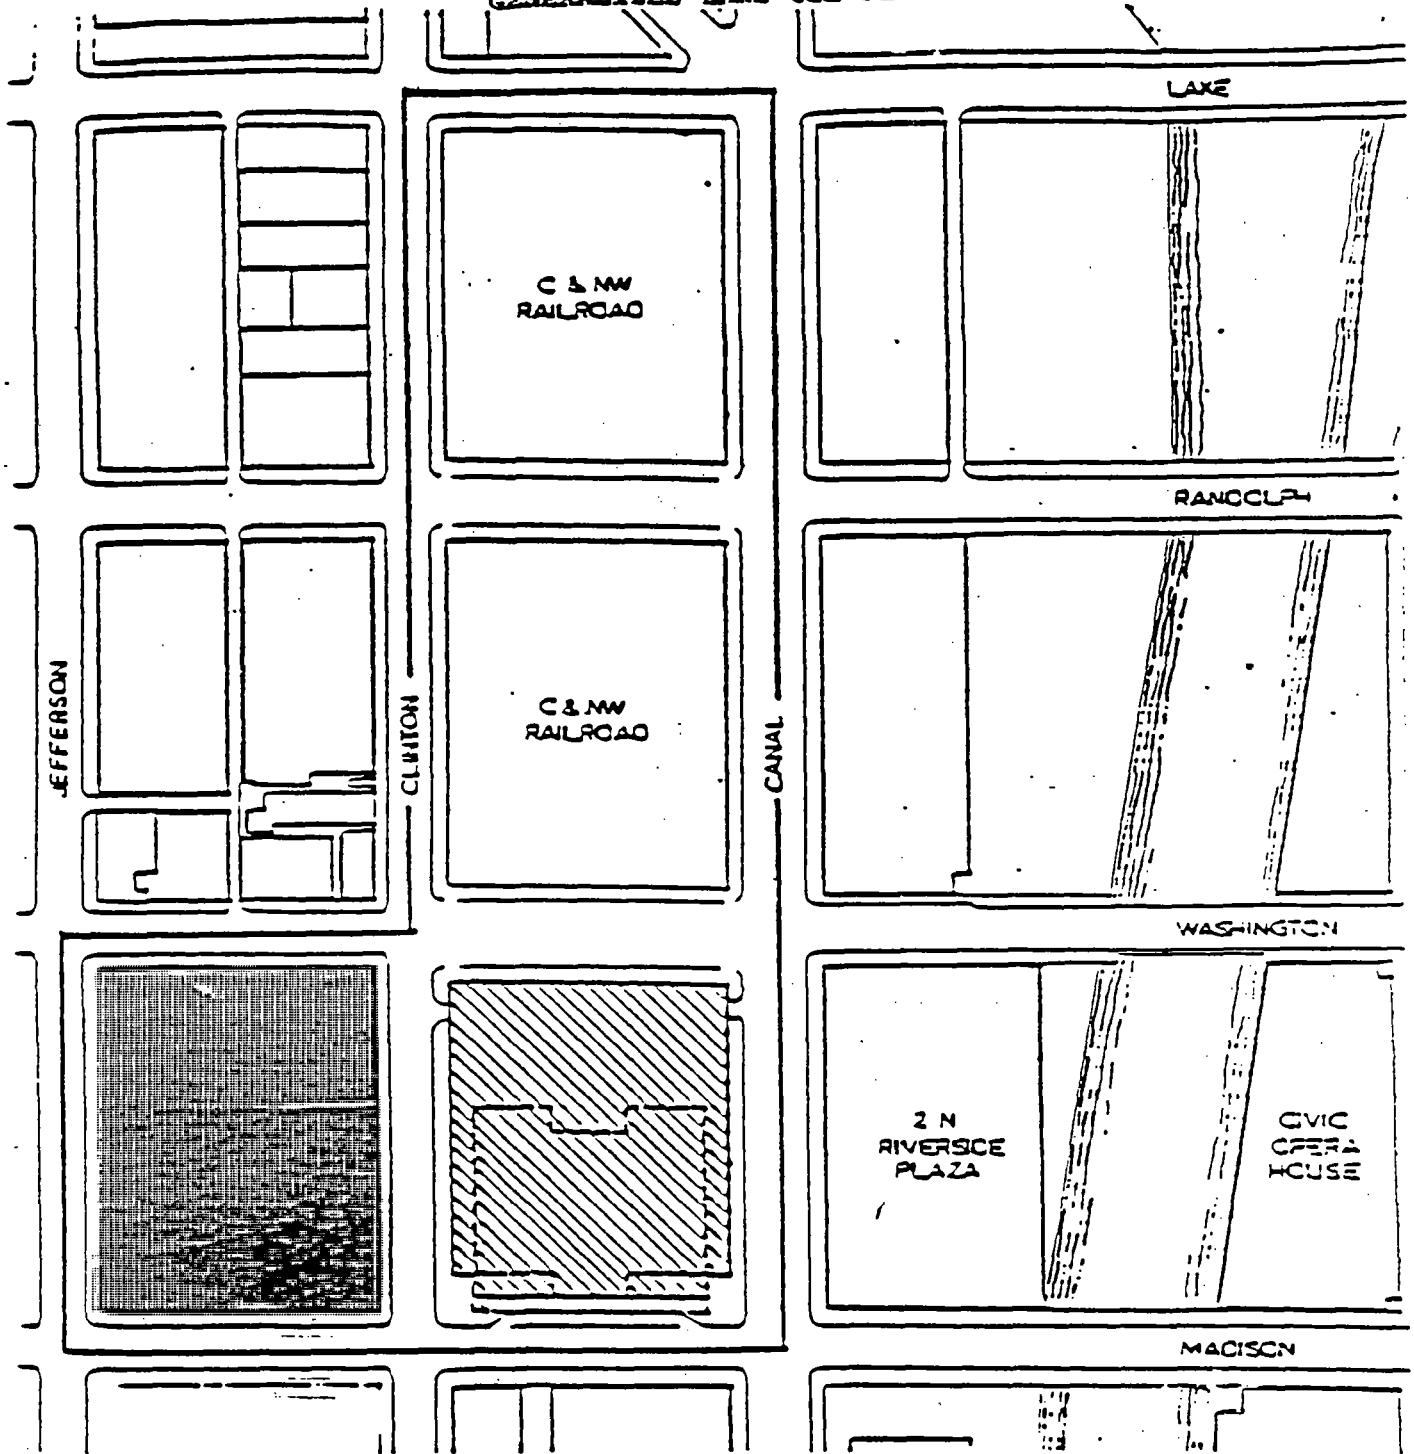 LAKE
C & NW
RAILROAD
RANDOLPH
JEFFERSON
CLINTON
C & NW
RAILROAD
CANAL
WASHINGTON
2 N
RIVERSIDE
PLAZA
CIVIC
OPERA
HOUSE
MADISON